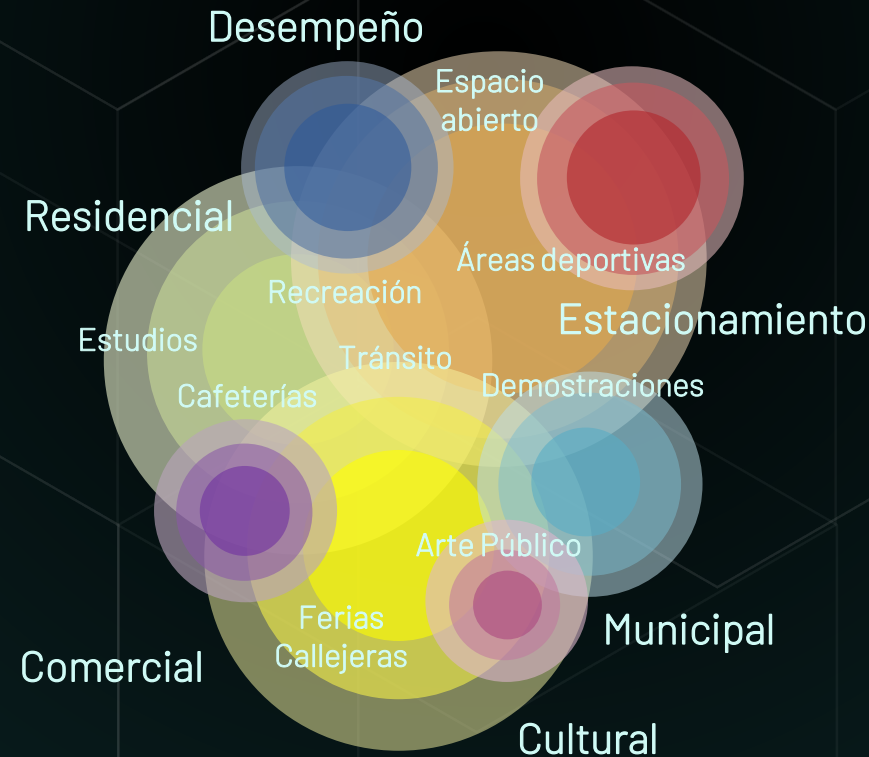 Desempeño
Espacio
abierto
Residencial
Áreas deportivas
Recreación
Estacionamiento
Estudios
Tránsito
Demostraciones
Cafeterías
Arte Público
Ferias
Callejeras
Municipal
Comercial
Cultural